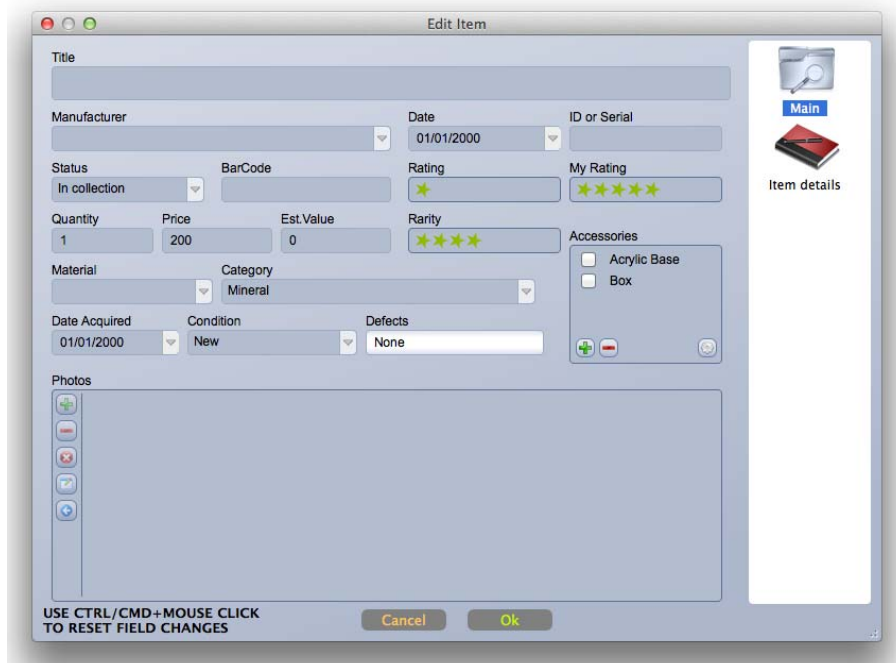 Edit Item
Title
Main
Manufacturer Date ID or Serial
01/01/2000
Status BarCode Rating My Rating
In collection
Item details
Quantity Price Est.Value Rarity
1 200 0
Accessories
Acrylic Base
Box
Material Category
Mineral
Date Acquired Condition Defects
01/01/2000 New None
Photos
USE CTRL/CMD+MOUSE CLICK
TO RESET FIELD CHANGES
Cancel Ok